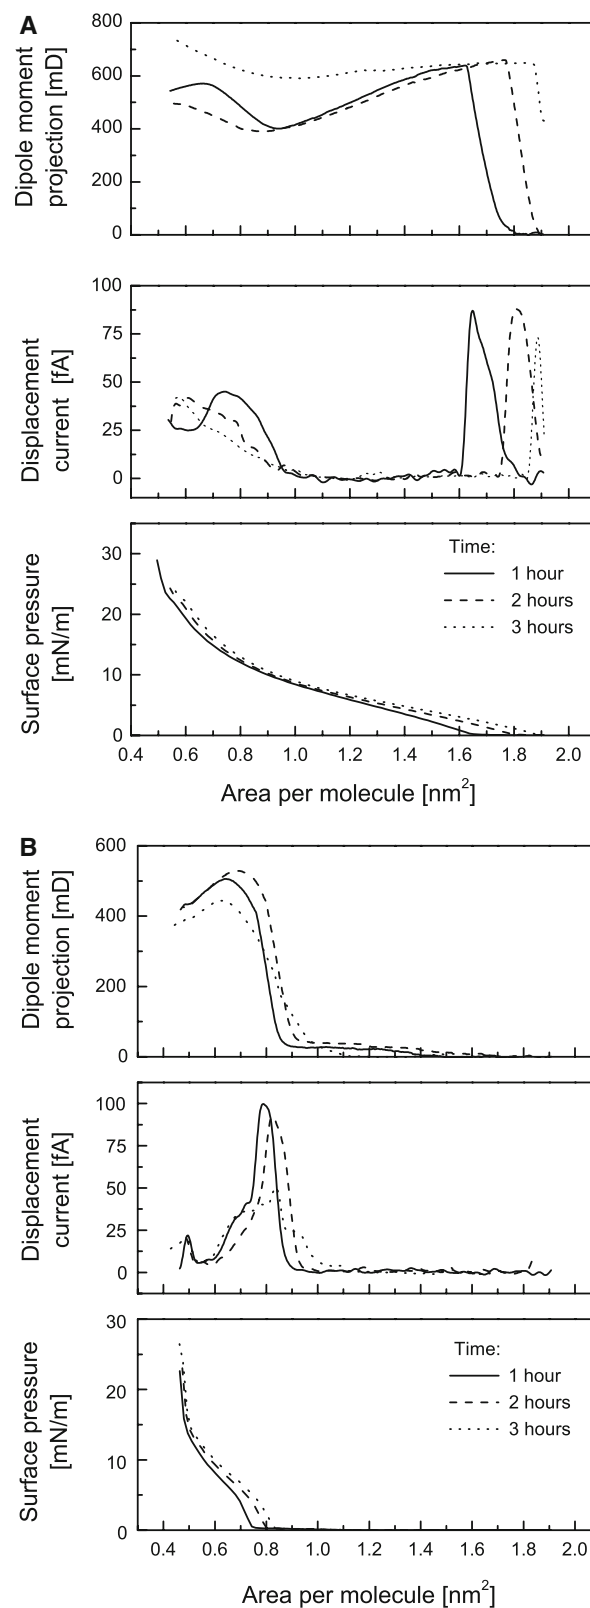 A
Dipole moment
projection [mD]
800
600
400
200
0
Displacement
current [fA]
100
75
50
25
0
Surface pressure
[mN/m]
30
20
10
0
Time:
1 hour
2 hours
3 hours
0.4 0.6 0.8 1.0 1.2 1.4 1.6 1.8 2.0
Area per molecule [nm²]
B
Dipole moment
projection [mD]
600
400
200
0
Displacement
current [fA]
100
75
50
25
0
Surface pressure
[mN/m]
30
20
10
0
Time:
1 hour
2 hours
3 hours
0.4 0.6 0.8 1.0 1.2 1.4 1.6 1.8 2.0
Area per molecule [nm²]